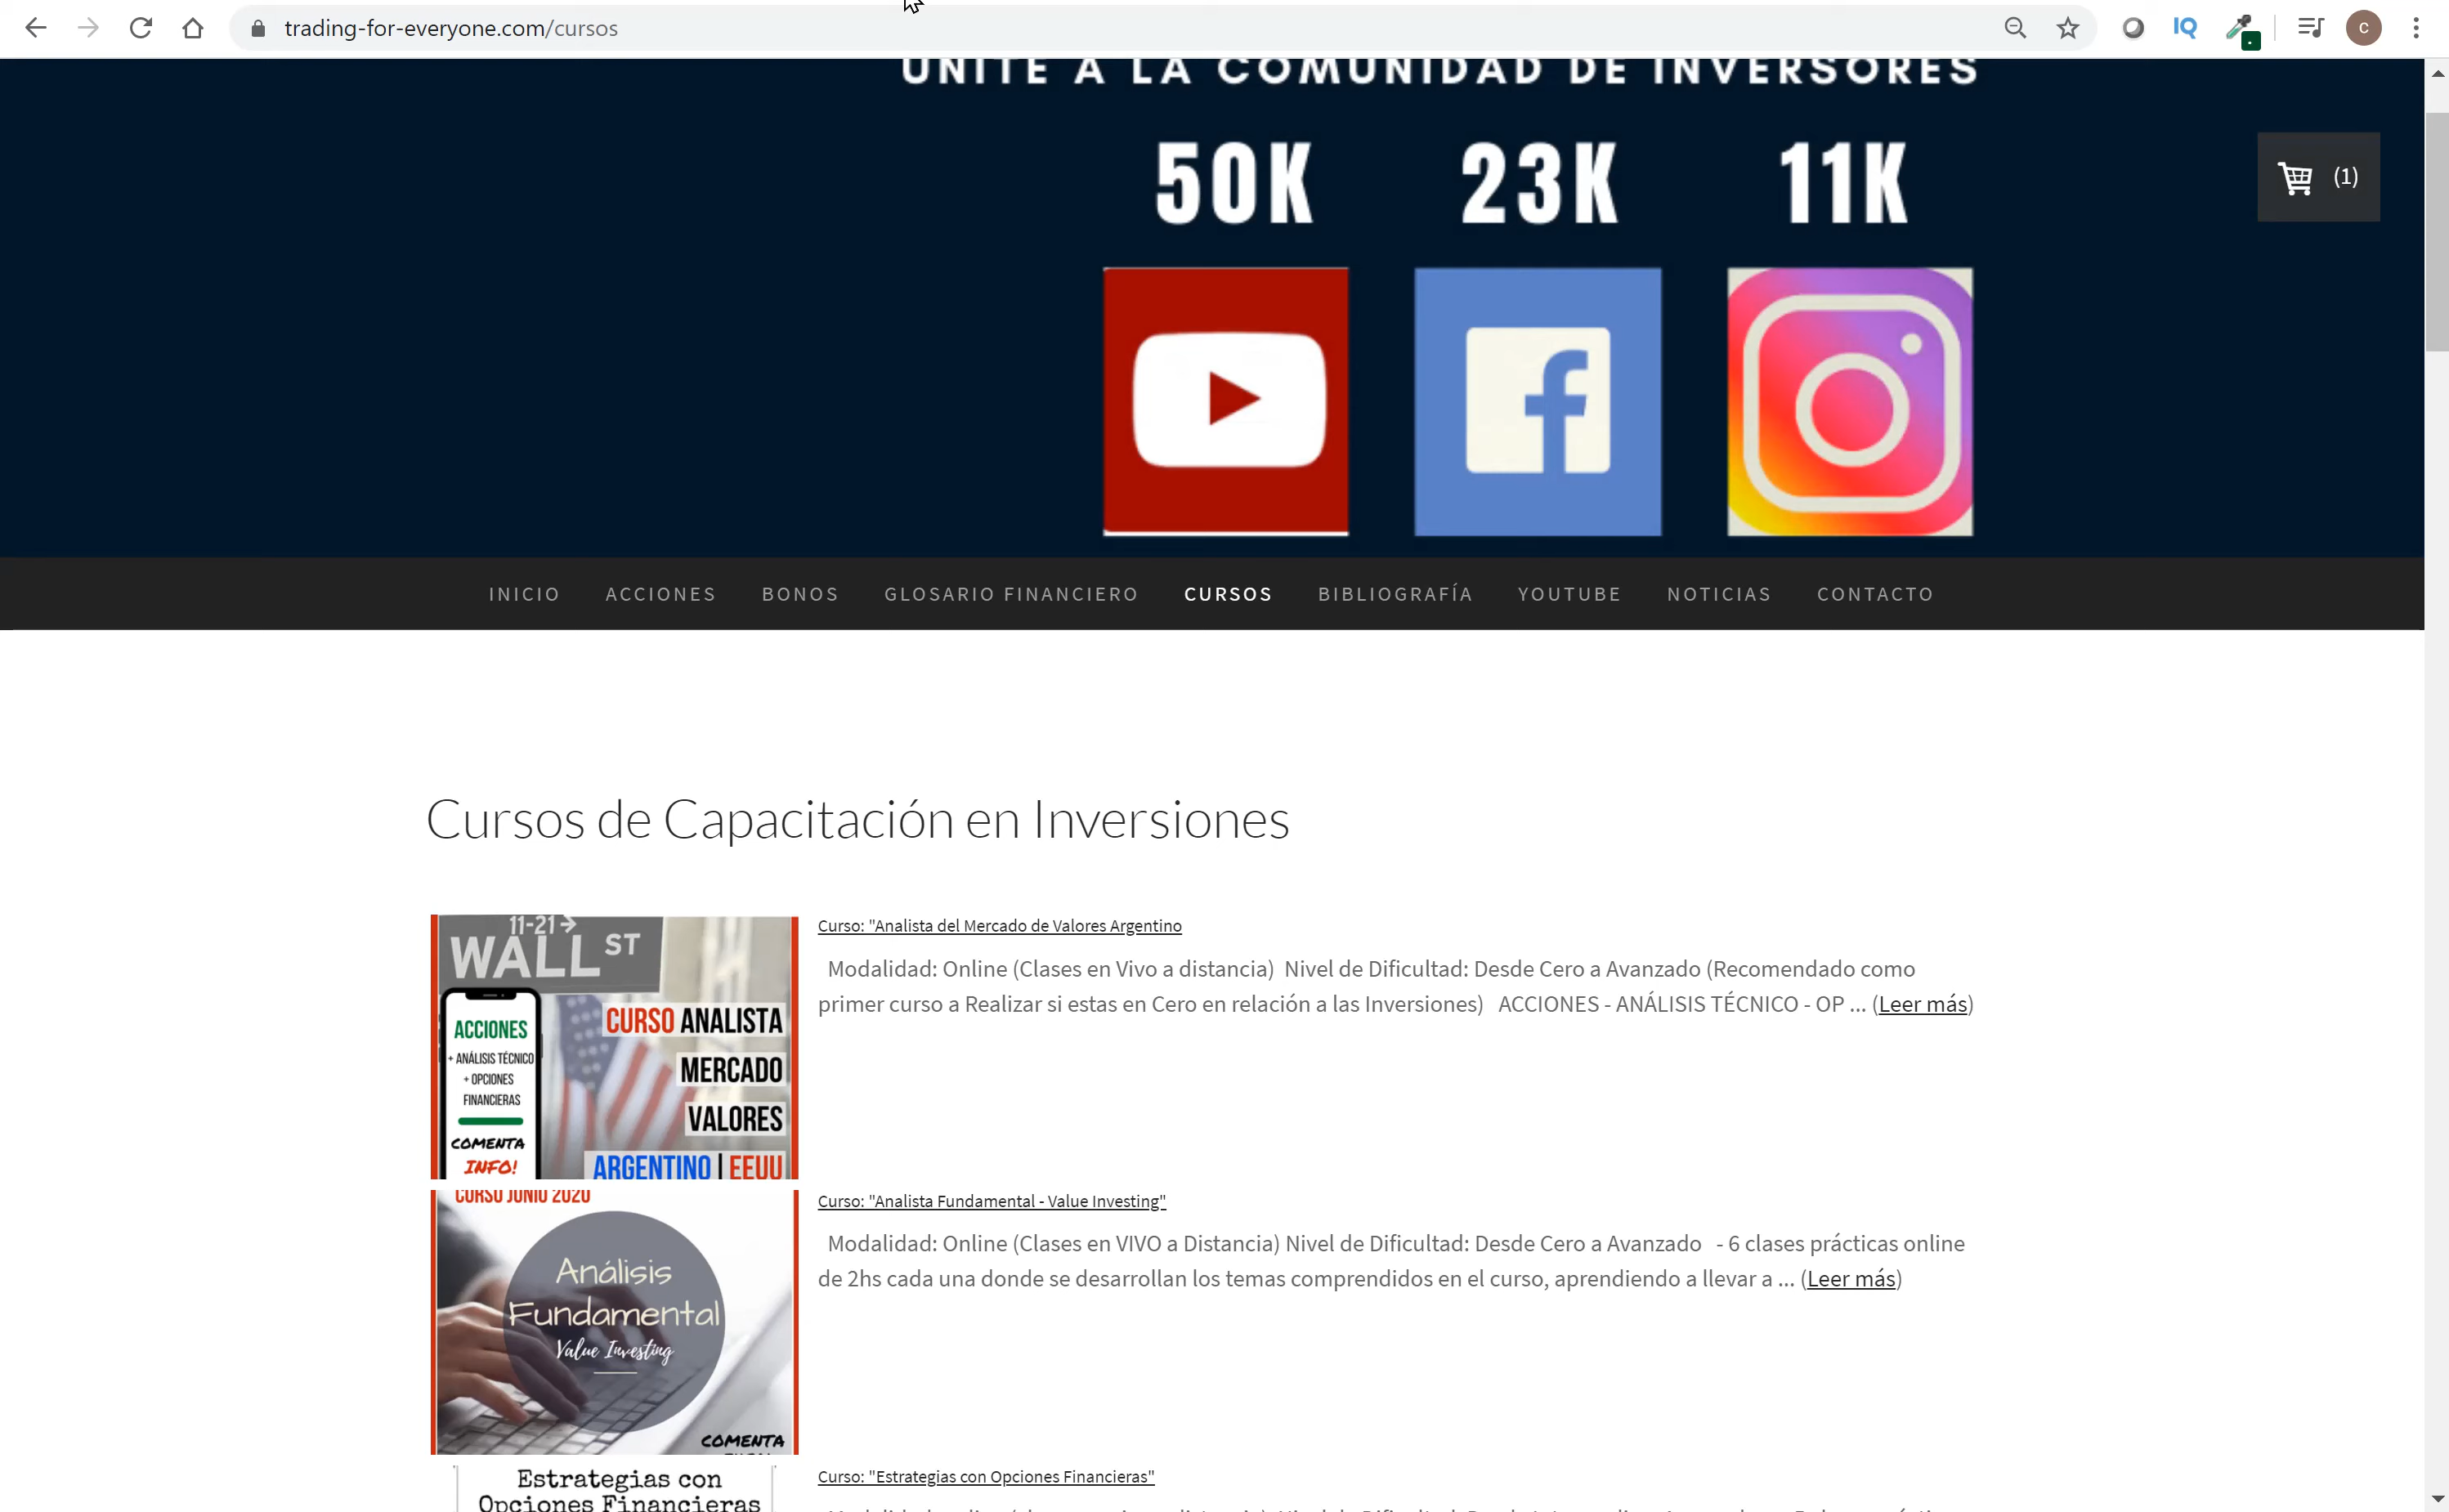 trading-for-everyone.com/cursos
IQ
C
UNITE A LA COMUNIDAD DE INVERSORES
50K 23K 11K
(1)
INICIO ACCIONES BONOS GLOSARIO FINANCIERO CURSOS BIBLIOGRAFÍA YOUTUBE NOTICIAS CONTACTO
Cursos de Capacitación en Inversiones
11-21→
WALL ST
ACCIONES
+ ANÁLISIS TÉCNICO
+ OPCIONES
FINANCIERAS
COMENTA
INFO!
CURSO ANALISTA
MERCADO
VALORES
ARGENTINO | EEUU
Curso: "Analista del Mercado de Valores Argentino
Modalidad: Online (Clases en Vivo a distancia) Nivel de Dificultad: Desde Cero a Avanzado (Recomendado como
primer curso a Realizar si estas en Cero en relación a las Inversiones) ACCIONES - ANÁLISIS TÉCNICO - OP ... (Leer más)
CURSO JUNIO 2020
Análisis
Fundamental
Value Investing
COMENTA
Curso: "Analista Fundamental - Value Investing"
Modalidad: Online (Clases en VIVO a Distancia) Nivel de Dificultad: Desde Cero a Avanzado - 6 clases prácticas online
de 2hs cada una donde se desarrollan los temas comprendidos en el curso, aprendiendo a llevar a ... (Leer más)
Estrategias con
Opciones Financieras
Curso: "Estrategias con Opciones Financieras"